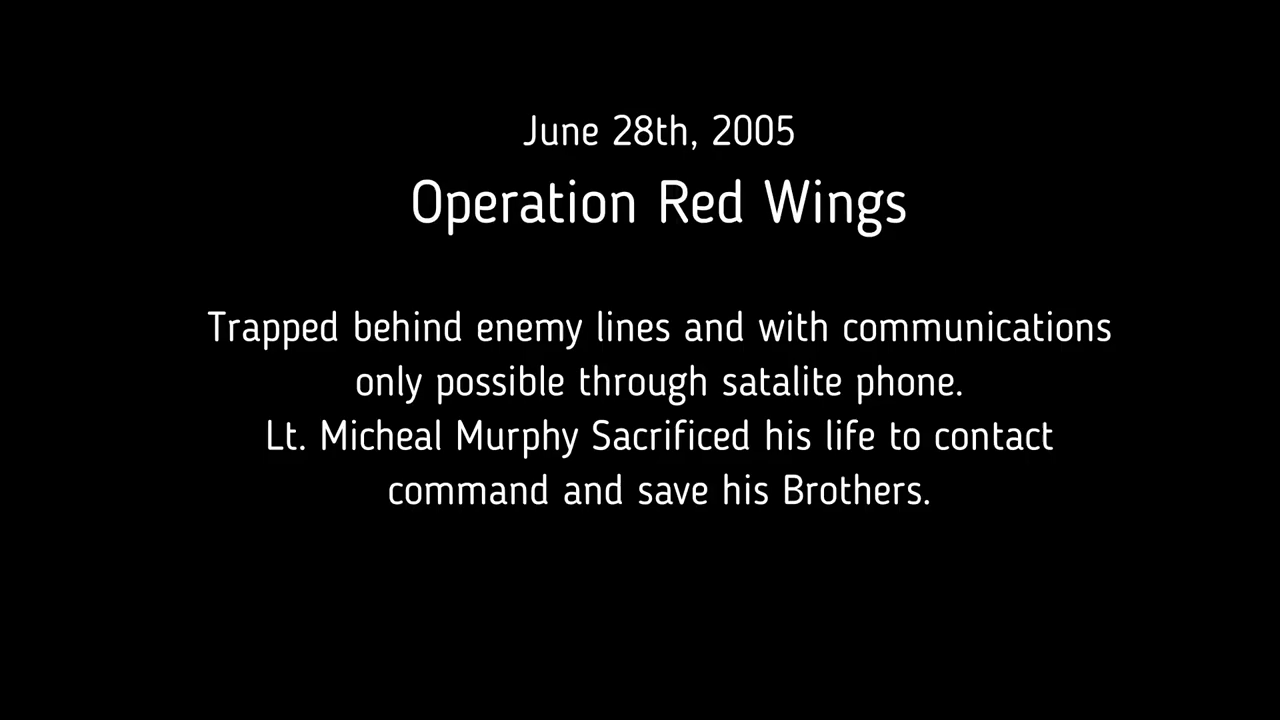 June 28th, 2005
Operation Red Wings
Trapped behind enemy lines and with communications
only possible through satalite phone.
Lt. Micheal Murphy Sacrificed his life to contact
command and save his Brothers.